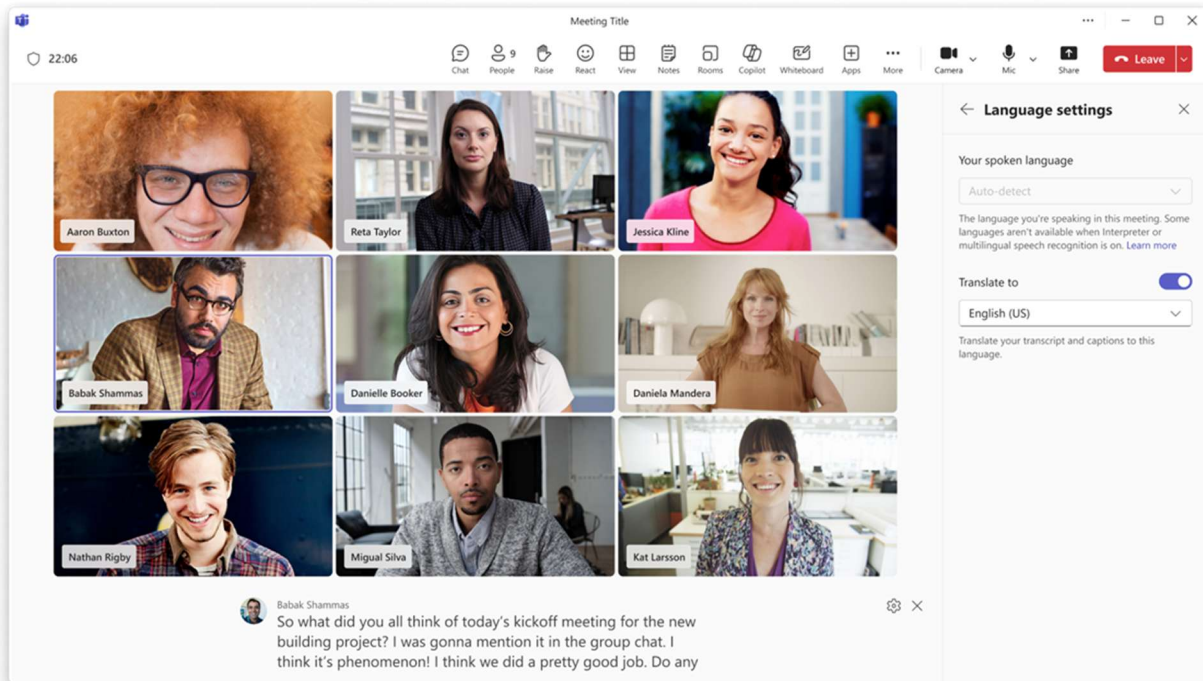 Meeting Title
22:06
Chat
People
9
Raise
React
View
Notes
Rooms
Copilot
Whiteboard
Apps
More
Camera
Mic
Share
Leave
Aaron Buxton
Reta Taylor
Jessica Kline
Babak Shammas
Danielle Booker
Daniela Mandera
Nathan Rigby
Migual Silva
Kat Larsson
Babak Shammas
So what did you all think of today's kickoff meeting for the new
building project? I was gonna mention it in the group chat. I
think it's phenomenon! I think we did a pretty good job. Do any
Language settings
Your spoken language
Auto-detect
The language you're speaking in this meeting. Some
languages aren't available when Interpreter or
multilingual speech recognition is on. Learn more
Translate to
English (US)
Translate your transcript and captions to this
language.